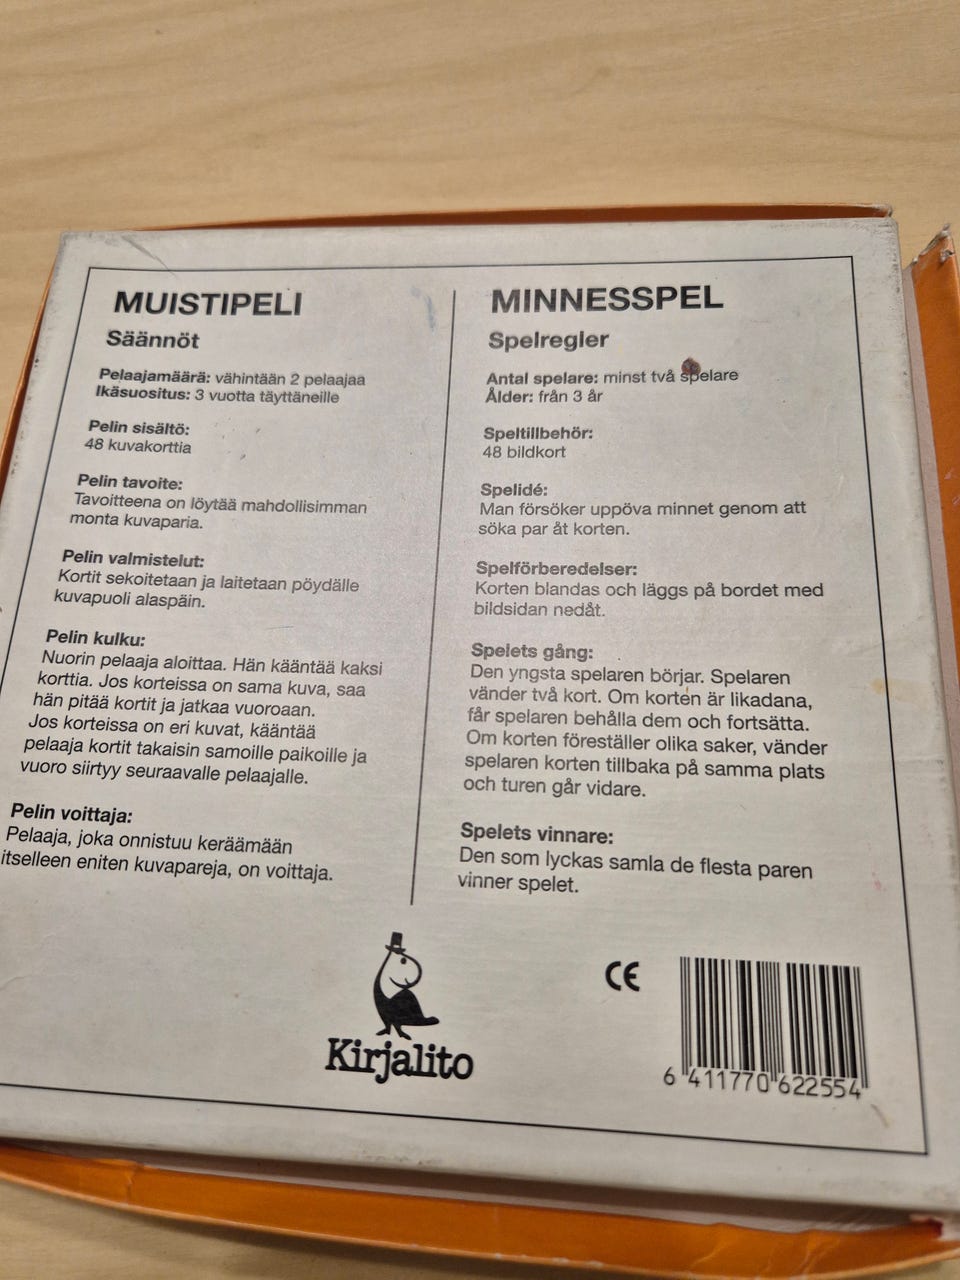 MUISTIPELI
Säännöt
Pelaajamäärä: vähintään 2 pelaajaa
Ikäsuositus: 3 vuotta täyttäneille
Pelin sisältö:
48 kuvakorttia
Pelin tavoite:
Tavoitteena on löytää mahdollisimman
monta kuvaparia.
Pelin valmistelut:
Kortit sekoitetaan ja laitetaan pöydälle
kuvapuoli alaspäin.
Pelin kulku:
Nuorin pelaaja aloittaa. Hän kääntää kaksi
korttia. Jos korteissa on sama kuva, saa
hän pitää kortit ja jatkaa vuoroaan.
Jos korteissa on eri kuvat, kääntää
pelaaja kortit takaisin samoille paikoille ja
vuoro siirtyy seuraavalle pelaajalle.
Pelin voittaja:
Pelaaja, joka onnistuu keräämään
itselleen eniten kuvapareja, on voittaja.
MINNESSPEL
Spelregler
Antal spelare: minst två spelare
Ålder: från 3 år
Speltillbehör:
48 bildkort
Spelidé:
Man försöker uppöva minnet genom att
söka par åt korten.
Spelförberedelser:
Korten blandas och läggs på bordet med
bildsidan nedåt.
Spelets gång:
Den yngsta spelaren börjar. Spelaren
vänder två kort. Om korten är likadana,
får spelaren behålla dem och fortsätta.
Om korten föreställer olika saker, vänder
spelaren korten tillbaka på samma plats
och turen går vidare.
Spelets vinnare:
Den som lyckas samla de flesta paren
vinner spelet.
Kirjalito
CE
6 411770 622554